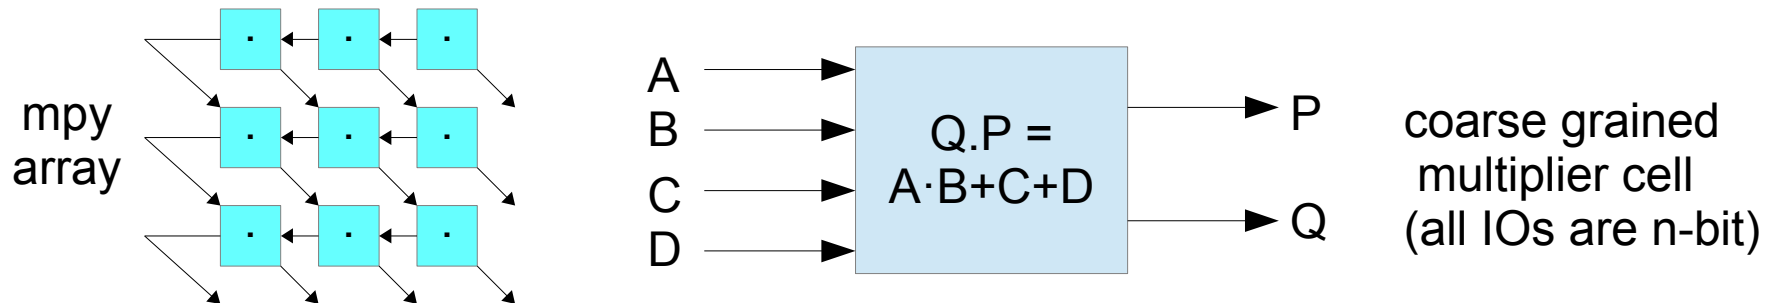 mpy
array
· · ·
· · ·
· · ·
A
B
C
D
Q.P =
A·B+C+D
P
Q
coarse grained
multiplier cell
(all IOs are n-bit)